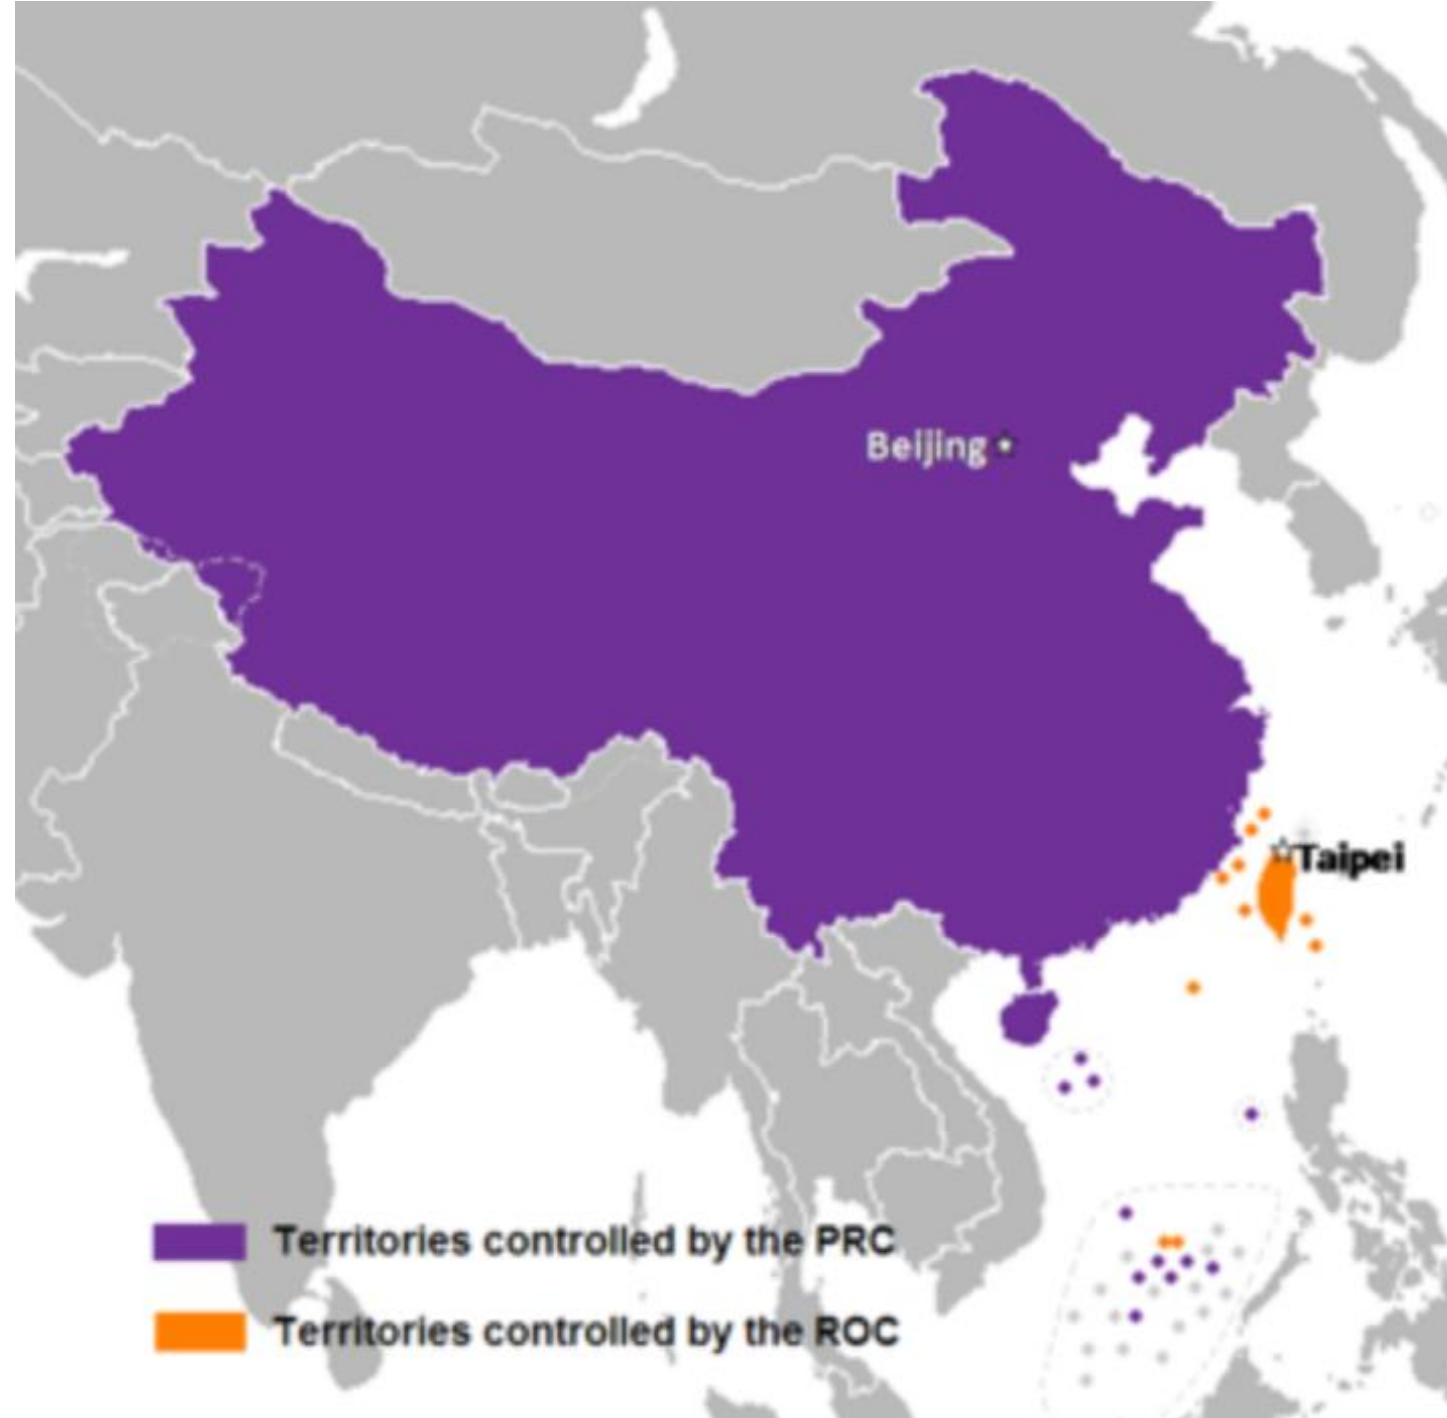 Beijing
Taipei
Territories controlled by the PRC
Territories controlled by the ROC